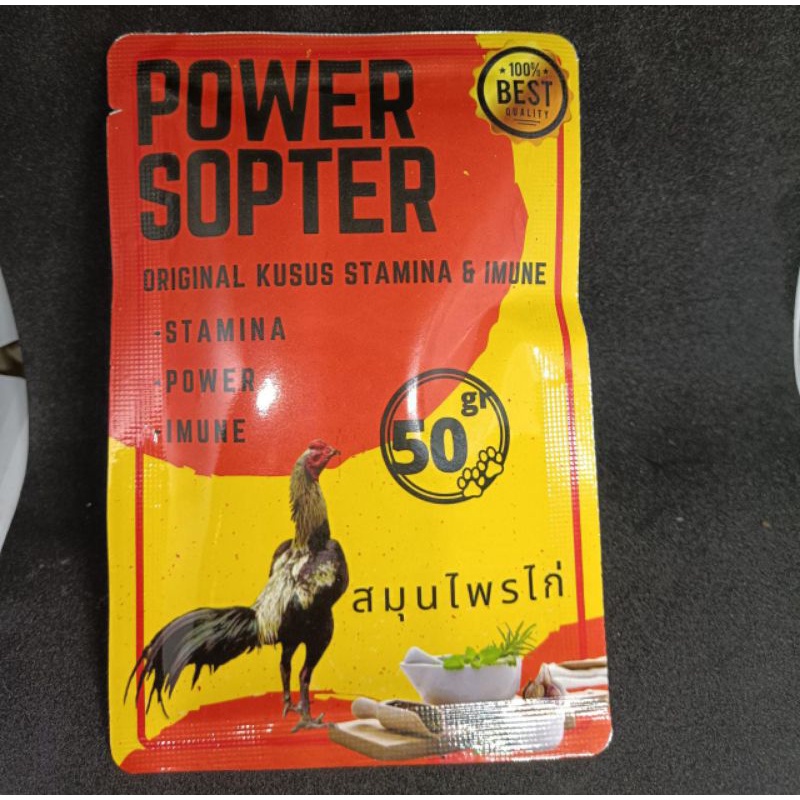 POWER
SOPTER
100%
BEST
QUALITY
ORIGINAL KUSUS STAMINA & IMUNE
-STAMINA
-POWER
-IMUNE
50 gr
สมุนไพรไก่